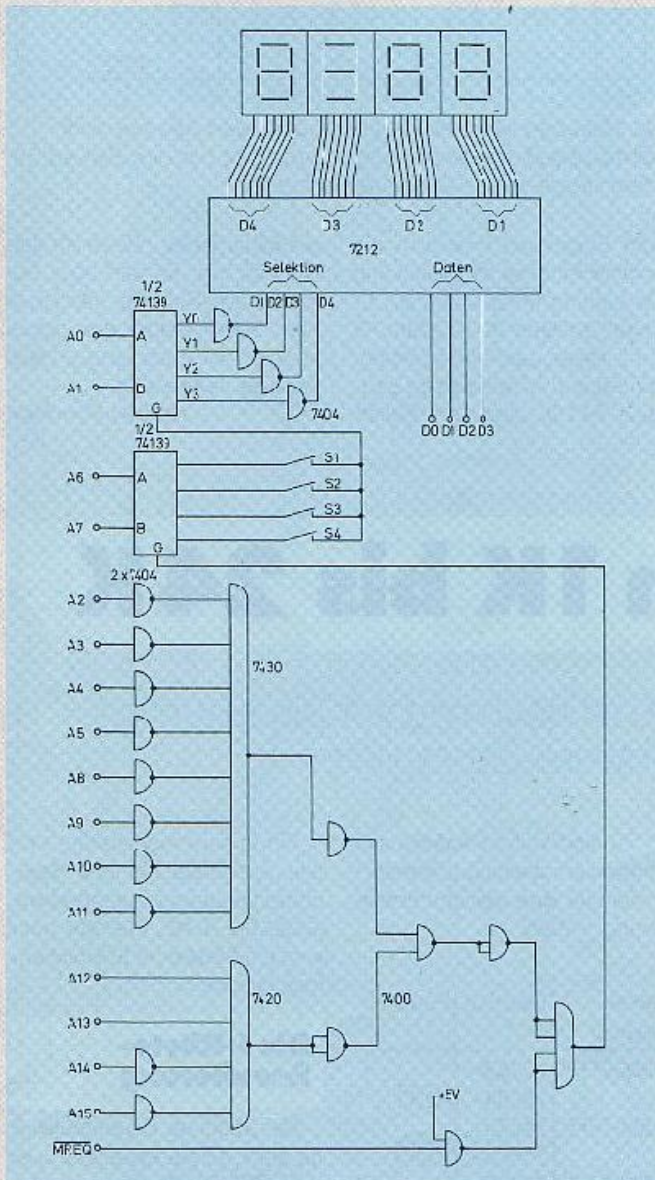 D4 D3 D2 D1
7212
Selektion Daten
D1 D2 D3 D4
1/2
74139
A0 A Y0
Y1
A1 D Y2
Y3
G
7404
D0 D1 D2 D3
1/2
74139
A6 A S1
S2
A7 B S3
S4
G
2x7404
A2
A3
7430
A4
A5
A8
A9
A10
A11
A12
7420 7400
A13
A14
+5V
A15
MREQ